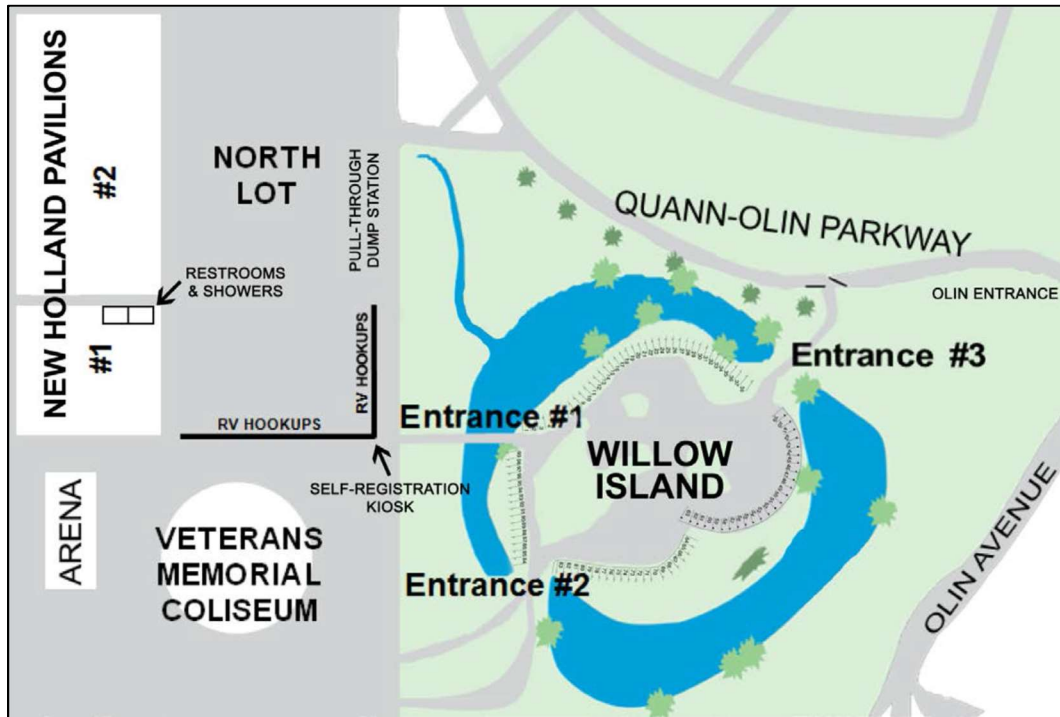 NEW HOLLAND PAVILIONS
#2
#1
NORTH
LOT
PULL-THROUGH
DUMP STATION
RESTROOMS
& SHOWERS
RV HOOKUPS
RV HOOKUPS
SELF-REGISTRATION
KIOSK
ARENA
VETERANS
MEMORIAL
COLISEUM
QUANN-OLIN PARKWAY
OLIN ENTRANCE
Entrance #3
Entrance #1
WILLOW
ISLAND
Entrance #2
OLIN AVENUE